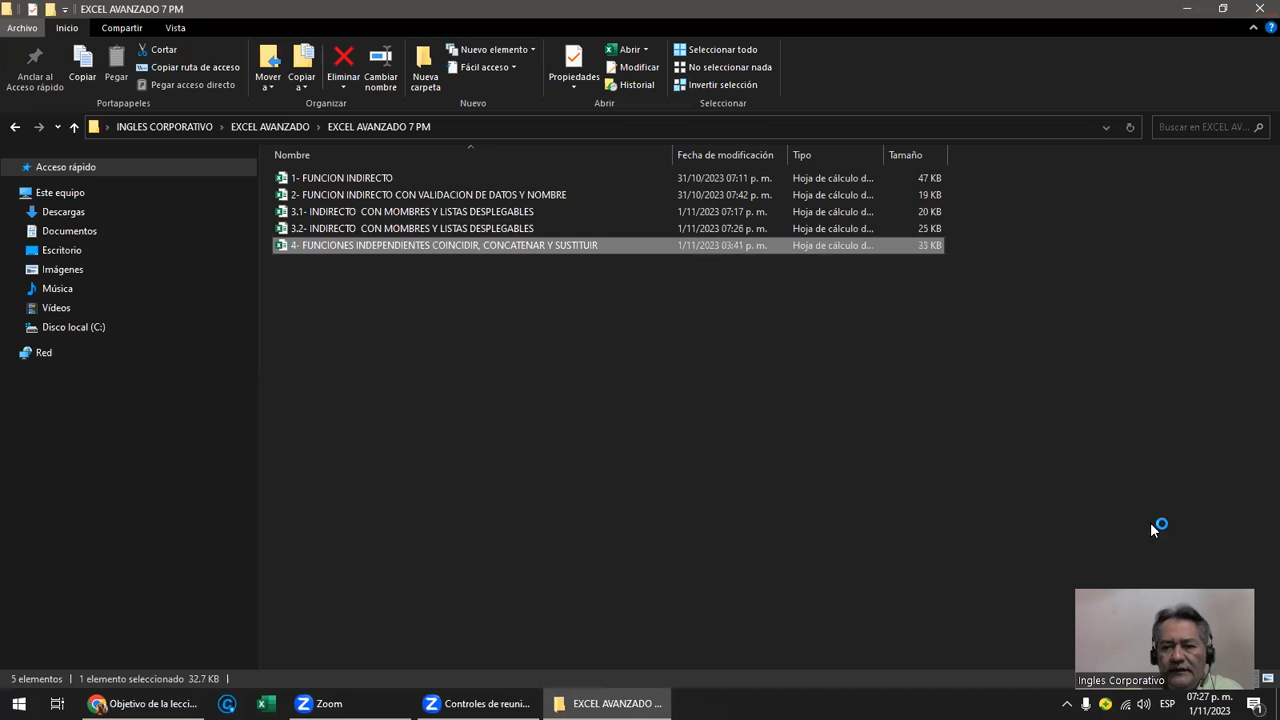 EXCEL AVANZADO 7 PM
Archivo
Inicio
Compartir
Vista
Anclar al
Acceso rápido
Copiar
Pegar
Cortar
Copiar ruta de acceso
Pegar acceso directo
Portapapeles
Mover
a
Copiar
a
Eliminar
Cambiar
nombre
Organizar
Nueva
carpeta
Nuevo elemento
Fácil acceso
Nuevo
Propiedades
Abrir
Modificar
Historial
Abrir
Seleccionar todo
No seleccionar nada
Invertir selección
Seleccionar
INGLES CORPORATIVO › EXCEL AVANZADO › EXCEL AVANZADO 7 PM
Buscar en EXCEL AV...
Acceso rápido
Este equipo
Descargas
Documentos
Escritorio
Imágenes
Música
Vídeos
Disco local (C:)
Red
Nombre Fecha de modificación Tipo Tamaño
1- FUNCION INDIRECTO 31/10/2023 07:11 p. m. Hoja de cálculo d... 47 KB
2- FUNCION INDIRECTO CON VALIDACION DE DATOS Y NOMBRE 31/10/2023 07:42 p. m. Hoja de cálculo d... 19 KB
3.1- INDIRECTO CON MOMBRES Y LISTAS DESPLEGABLES 1/11/2023 07:17 p. m. Hoja de cálculo d... 20 KB
3.2- INDIRECTO CON MOMBRES Y LISTAS DESPLEGABLES 1/11/2023 07:26 p. m. Hoja de cálculo d... 25 KB
4- FUNCIONES INDEPENDIENTES COINCIDIR, CONCATENAR Y SUSTITUIR 1/11/2023 03:41 p. m. Hoja de cálculo d... 33 KB
Ingles Corporativo
5 elementos 1 elemento seleccionado 32.7 KB
Objetivo de la lecci...
Zoom
Controles de reuni...
EXCEL AVANZADO ...
ESP
07:27 p. m.
1/11/2023
1